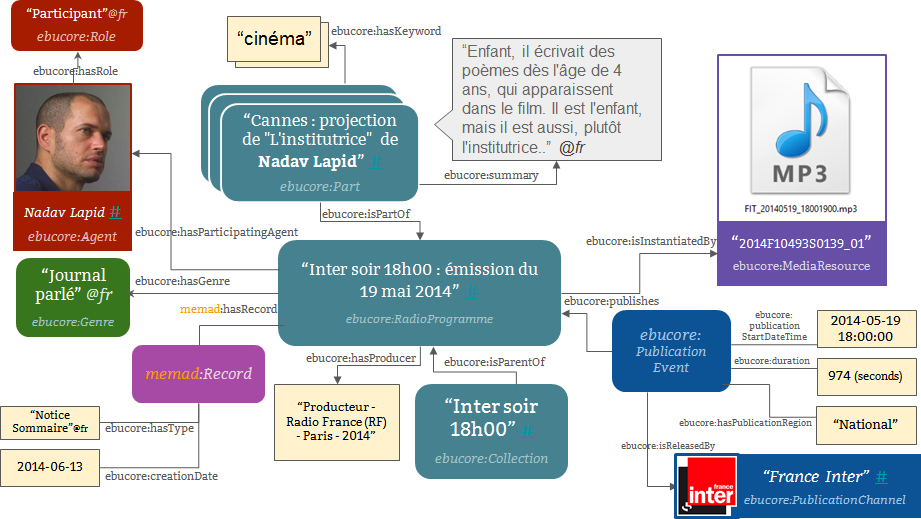 “Participant”@fr
ebucore:Role
ebucore:hasRole
“cinéma”
ebucore:hasKeyword
“Cannes : projection
de "L'institutrice" de
Nadav Lapid” #
ebucore:Part
“Enfant, il écrivait des
poèmes dès l'âge de 4
ans, qui apparaissent
dans le film. Il est l'enfant,
mais il est aussi, plutôt
l'institutrice..” @fr
ebucore:summary
MP3
FIT_20140519_18001900.mp3
“2014F10493S0139_01”
ebucore:MediaResource
Nadav Lapid #
ebucore:Agent
ebucore:isPartOf
ebucore:hasParticipatingAgent
ebucore:isInstantiatedBy
“Inter soir 18h00 : émission du
19 mai 2014” #
ebucore:RadioProgramme
“Journal
parlé” @fr
ebucore:Genre
ebucore:hasGenre
memad:hasRecord
ebucore:publishes
ebucore:
Publication
Event
ebucore:
publication
StartDateTime
2014-05-19
18:00:00
ebucore:duration
974 (seconds)
ebucore:hasPublicationRegion
“National”
memad:Record
ebucore:hasProducer
ebucore:isParentOf
“Producteur -
Radio France (RF)
- Paris - 2014”
“Inter soir
18h00” #
ebucore:Collection
“Notice
Sommaire”@fr
ebucore:hasType
2014-06-13
ebucore:creationDate
ebucore:isReleasedBy
france
inter
“France Inter” #
ebucore:PublicationChannel